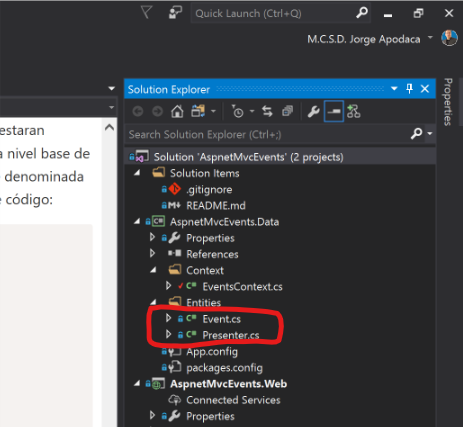 Quick Launch (Ctrl+Q)
M.C.S.D. Jorge Apodaca
estaran
a nivel base de
denominada
código:
Solution Explorer
Search Solution Explorer (Ctrl+;)
Solution 'AspnetMvcEvents' (2 projects)
Solution Items
.gitignore
README.md
AspnetMvcEvents.Data
Properties
References
Context
EventsContext.cs
Entities
Event.cs
Presenter.cs
App.config
packages.config
AspnetMvcEvents.Web
Connected Services
Properties
Properties